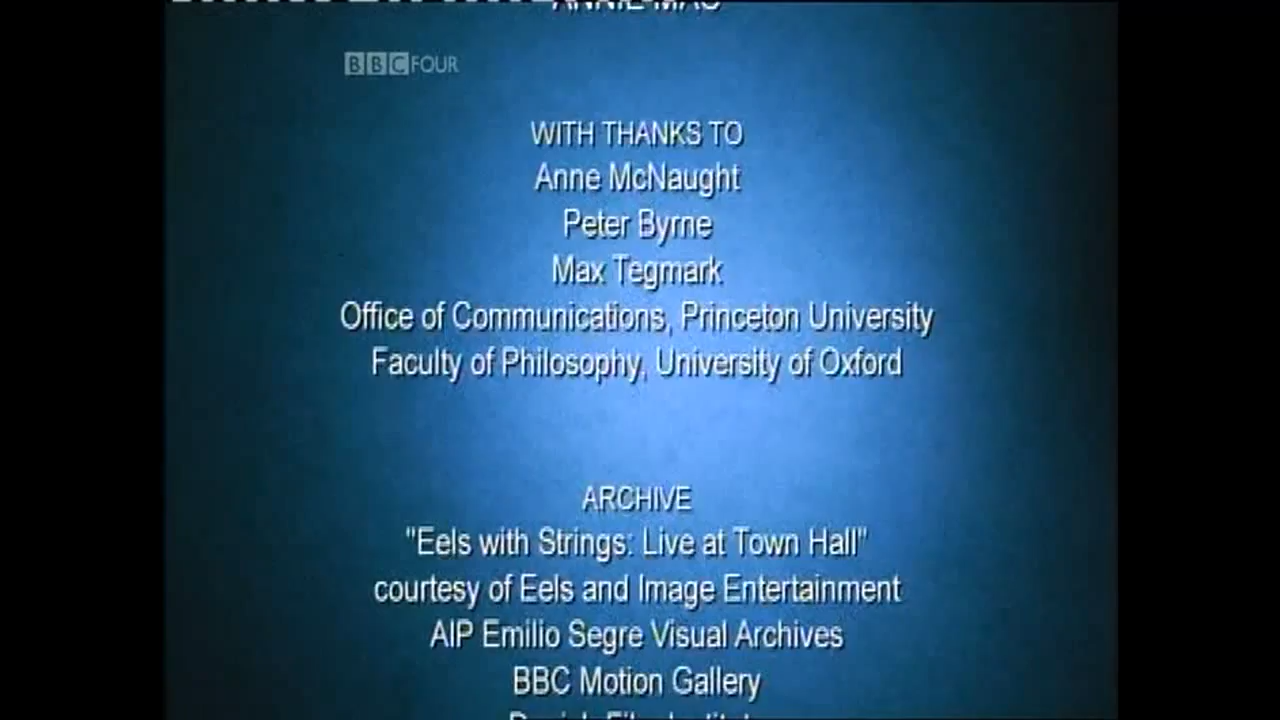 ANNIE MAC
BBC FOUR
WITH THANKS TO
Anne McNaught
Peter Byrne
Max Tegmark
Office of Communications, Princeton University
Faculty of Philosophy, University of Oxford
ARCHIVE
"Eels with Strings: Live at Town Hall"
courtesy of Eels and Image Entertainment
AIP Emilio Segre Visual Archives
BBC Motion Gallery